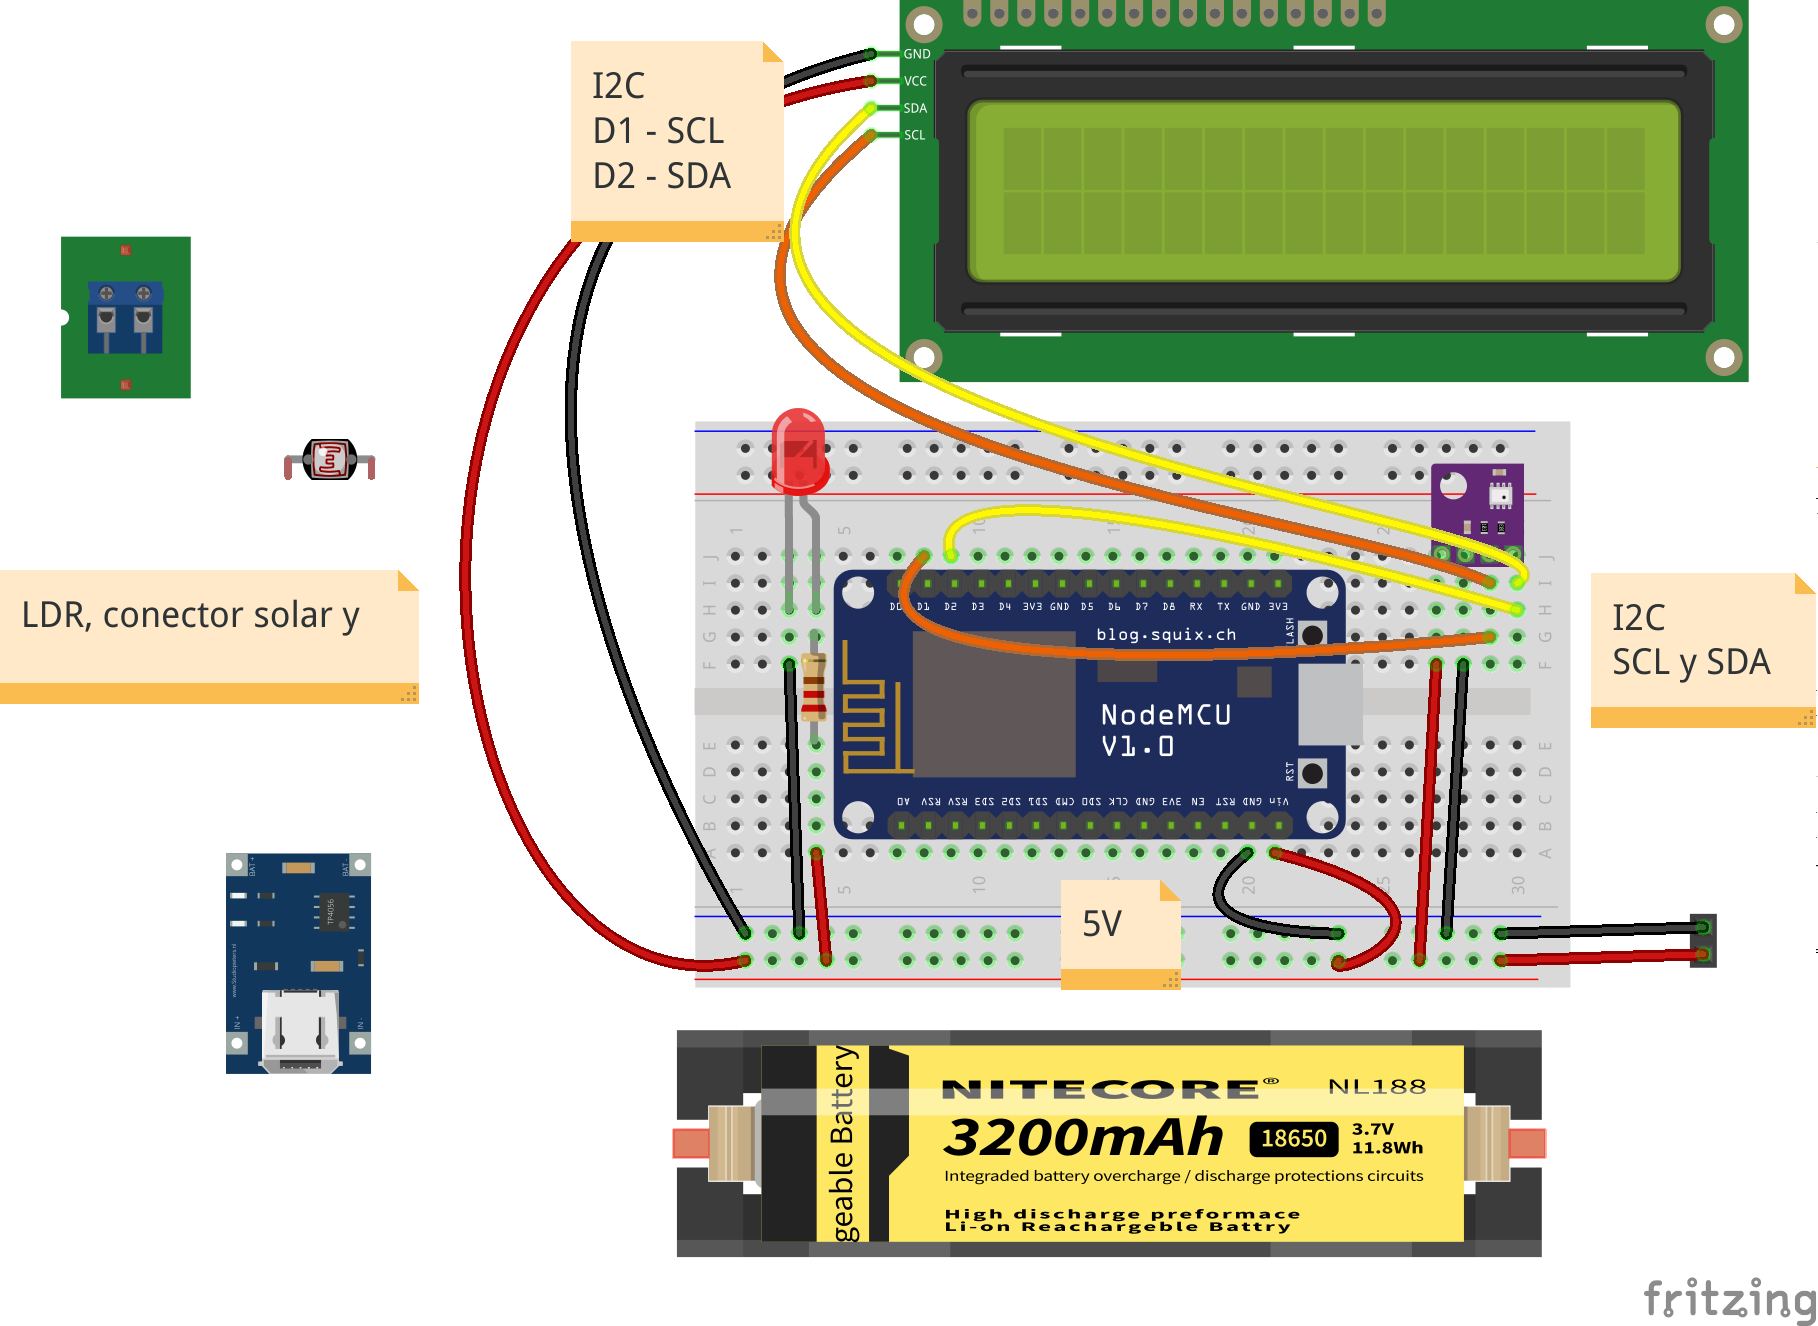 I2C
D1 - SCL
D2 - SDA
GND
VCC
SDA
SCL
LDR, conector solar y
I2C
SCL y SDA
1
5
10
J
I
H
G
F
J
I
H
G
F
D0 D1 D2 D3 D4 3V3 GND D5 D6 D7 D8 RX TX GND 3V3
blog.squix.ch
FLASH
NodeMCU
V1.0
RST
A0 RSV RSV SD3 SD2 SD1 CMD SD0 CLK GND 3V3 EN RST GND Vin
E
D
C
B
A
E
D
C
B
A
1
5
10
20
25
30
5V
BAT+
BAT-
TP4056
IN+
IN-
geable Battery
NITECORE®
NL188
3200mAh
18650
3.7V
11.8Wh
Integraded battery overcharge / discharge protections circuits
High discharge preformace
Li-on Reachargeble Battry
fritzing